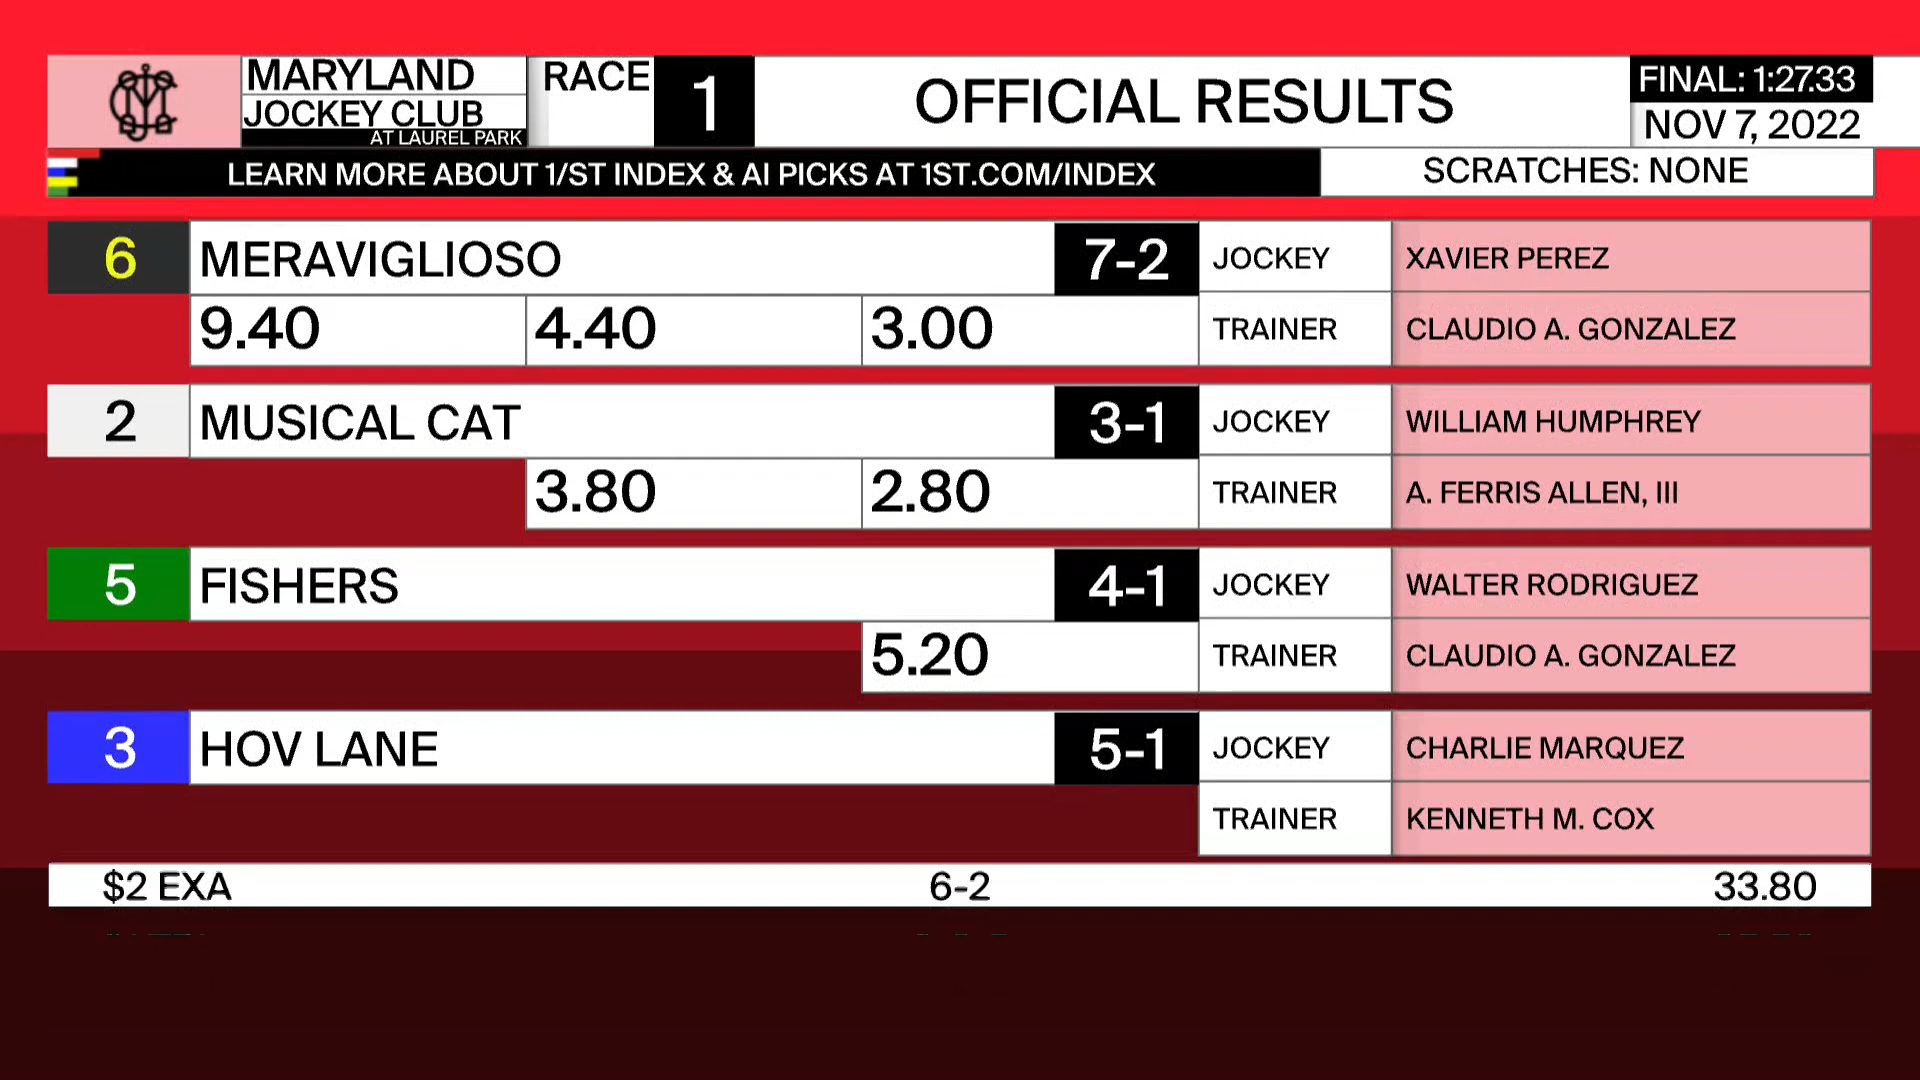 MARYLAND
JOCKEY CLUB
AT LAUREL PARK
RACE 1
OFFICIAL RESULTS
FINAL: 1:27.33
NOV 7, 2022
LEARN MORE ABOUT 1/ST INDEX & AI PICKS AT 1ST.COM/INDEX
SCRATCHES: NONE
6 MERAVIGLIOSO 7-2 JOCKEY XAVIER PEREZ
9.40 4.40 3.00 TRAINER CLAUDIO A. GONZALEZ
2 MUSICAL CAT 3-1 JOCKEY WILLIAM HUMPHREY
3.80 2.80 TRAINER A. FERRIS ALLEN, III
5 FISHERS 4-1 JOCKEY WALTER RODRIGUEZ
5.20 TRAINER CLAUDIO A. GONZALEZ
3 HOV LANE 5-1 JOCKEY CHARLIE MARQUEZ
TRAINER KENNETH M. COX
$2 EXA 6-2 33.80